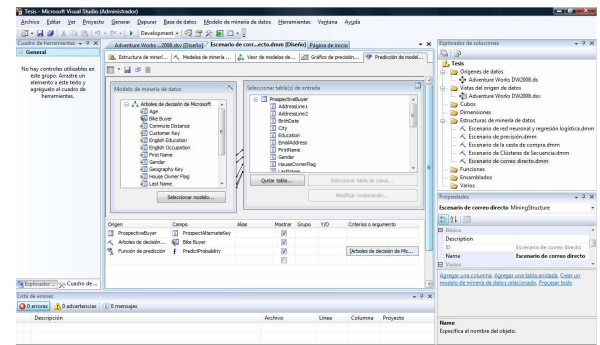 Tesis - Microsoft Visual Studio (Administrador)
Archivo Editar Ver Proyecto Generar Depurar Base de datos Modelo de minería de datos Herramientas Ventana Ayuda
Development
Cuadro de herramientas
General
No hay controles utilizables en este grupo. Arrastre un elemento a este texto y agréguelo al cuadro de herramientas.
Explorador ... Cuadro de ...
Adventure Works ...2008.dsv [Diseño] Escenario de corr...ecto.dmm [Diseño] Página de inicio
Estructura de minerí... Modelos de minería ... Visor de modelos de... Gráfico de precisión... Predicción de model...
Modelo de minería de datos
Arboles de decisión de Microsoft
Age
Bike Buyer
Commute Distance
Customer Key
English Education
English Occupation
First Name
Gender
Geography Key
House Owner Flag
Last Name
Seleccionar modelo...
Seleccionar tabla(s) de entrada
ProspectiveBuyer
AddressLine1
AddressLine2
BirthDate
City
Education
EmailAddress
FirstName
Gender
HouseOwnerFlag
LastName
Quitar tabla...
Seleccionar tabla de casos...
Modificar combinación...
Origen Campo Alias Mostrar Grupo Y/O Criterios o argumento
ProspectiveBuyer ProspectAlternateKey
Arboles de decisión... Bike Buyer
Función de predicción PredictProbability [Arboles de decisión de Mic...
Explorador de soluciones
Tesis
Orígenes de datos
Adventure Works DW2008.ds
Vistas del origen de datos
Adventure Works DW2008.dsv
Cubos
Dimensiones
Estructuras de minería de datos
Escenario de red neuronal y regresión logística.dmm
Escenario de precisión.dmm
Escenario de la cesta de compra.dmm
Escenario de Clústeres de Secuencia.dmm
Escenario de correo directo.dmm
Funciones
Ensamblados
Varios
Propiedades
Escenario de correo directo MiningStructure
Básica
Description
ID Escenario de correo directo
Name Escenario de correo directo
Varios
Agregar una columna, Agregar una tabla anidada, Crear un modelo de minería de datos relacionado, Procesar todo
Name
Especifica el nombre del objeto.
Lista de errores
0 errores 0 advertencias 0 mensajes
Descripción Archivo Línea Columna Proyecto